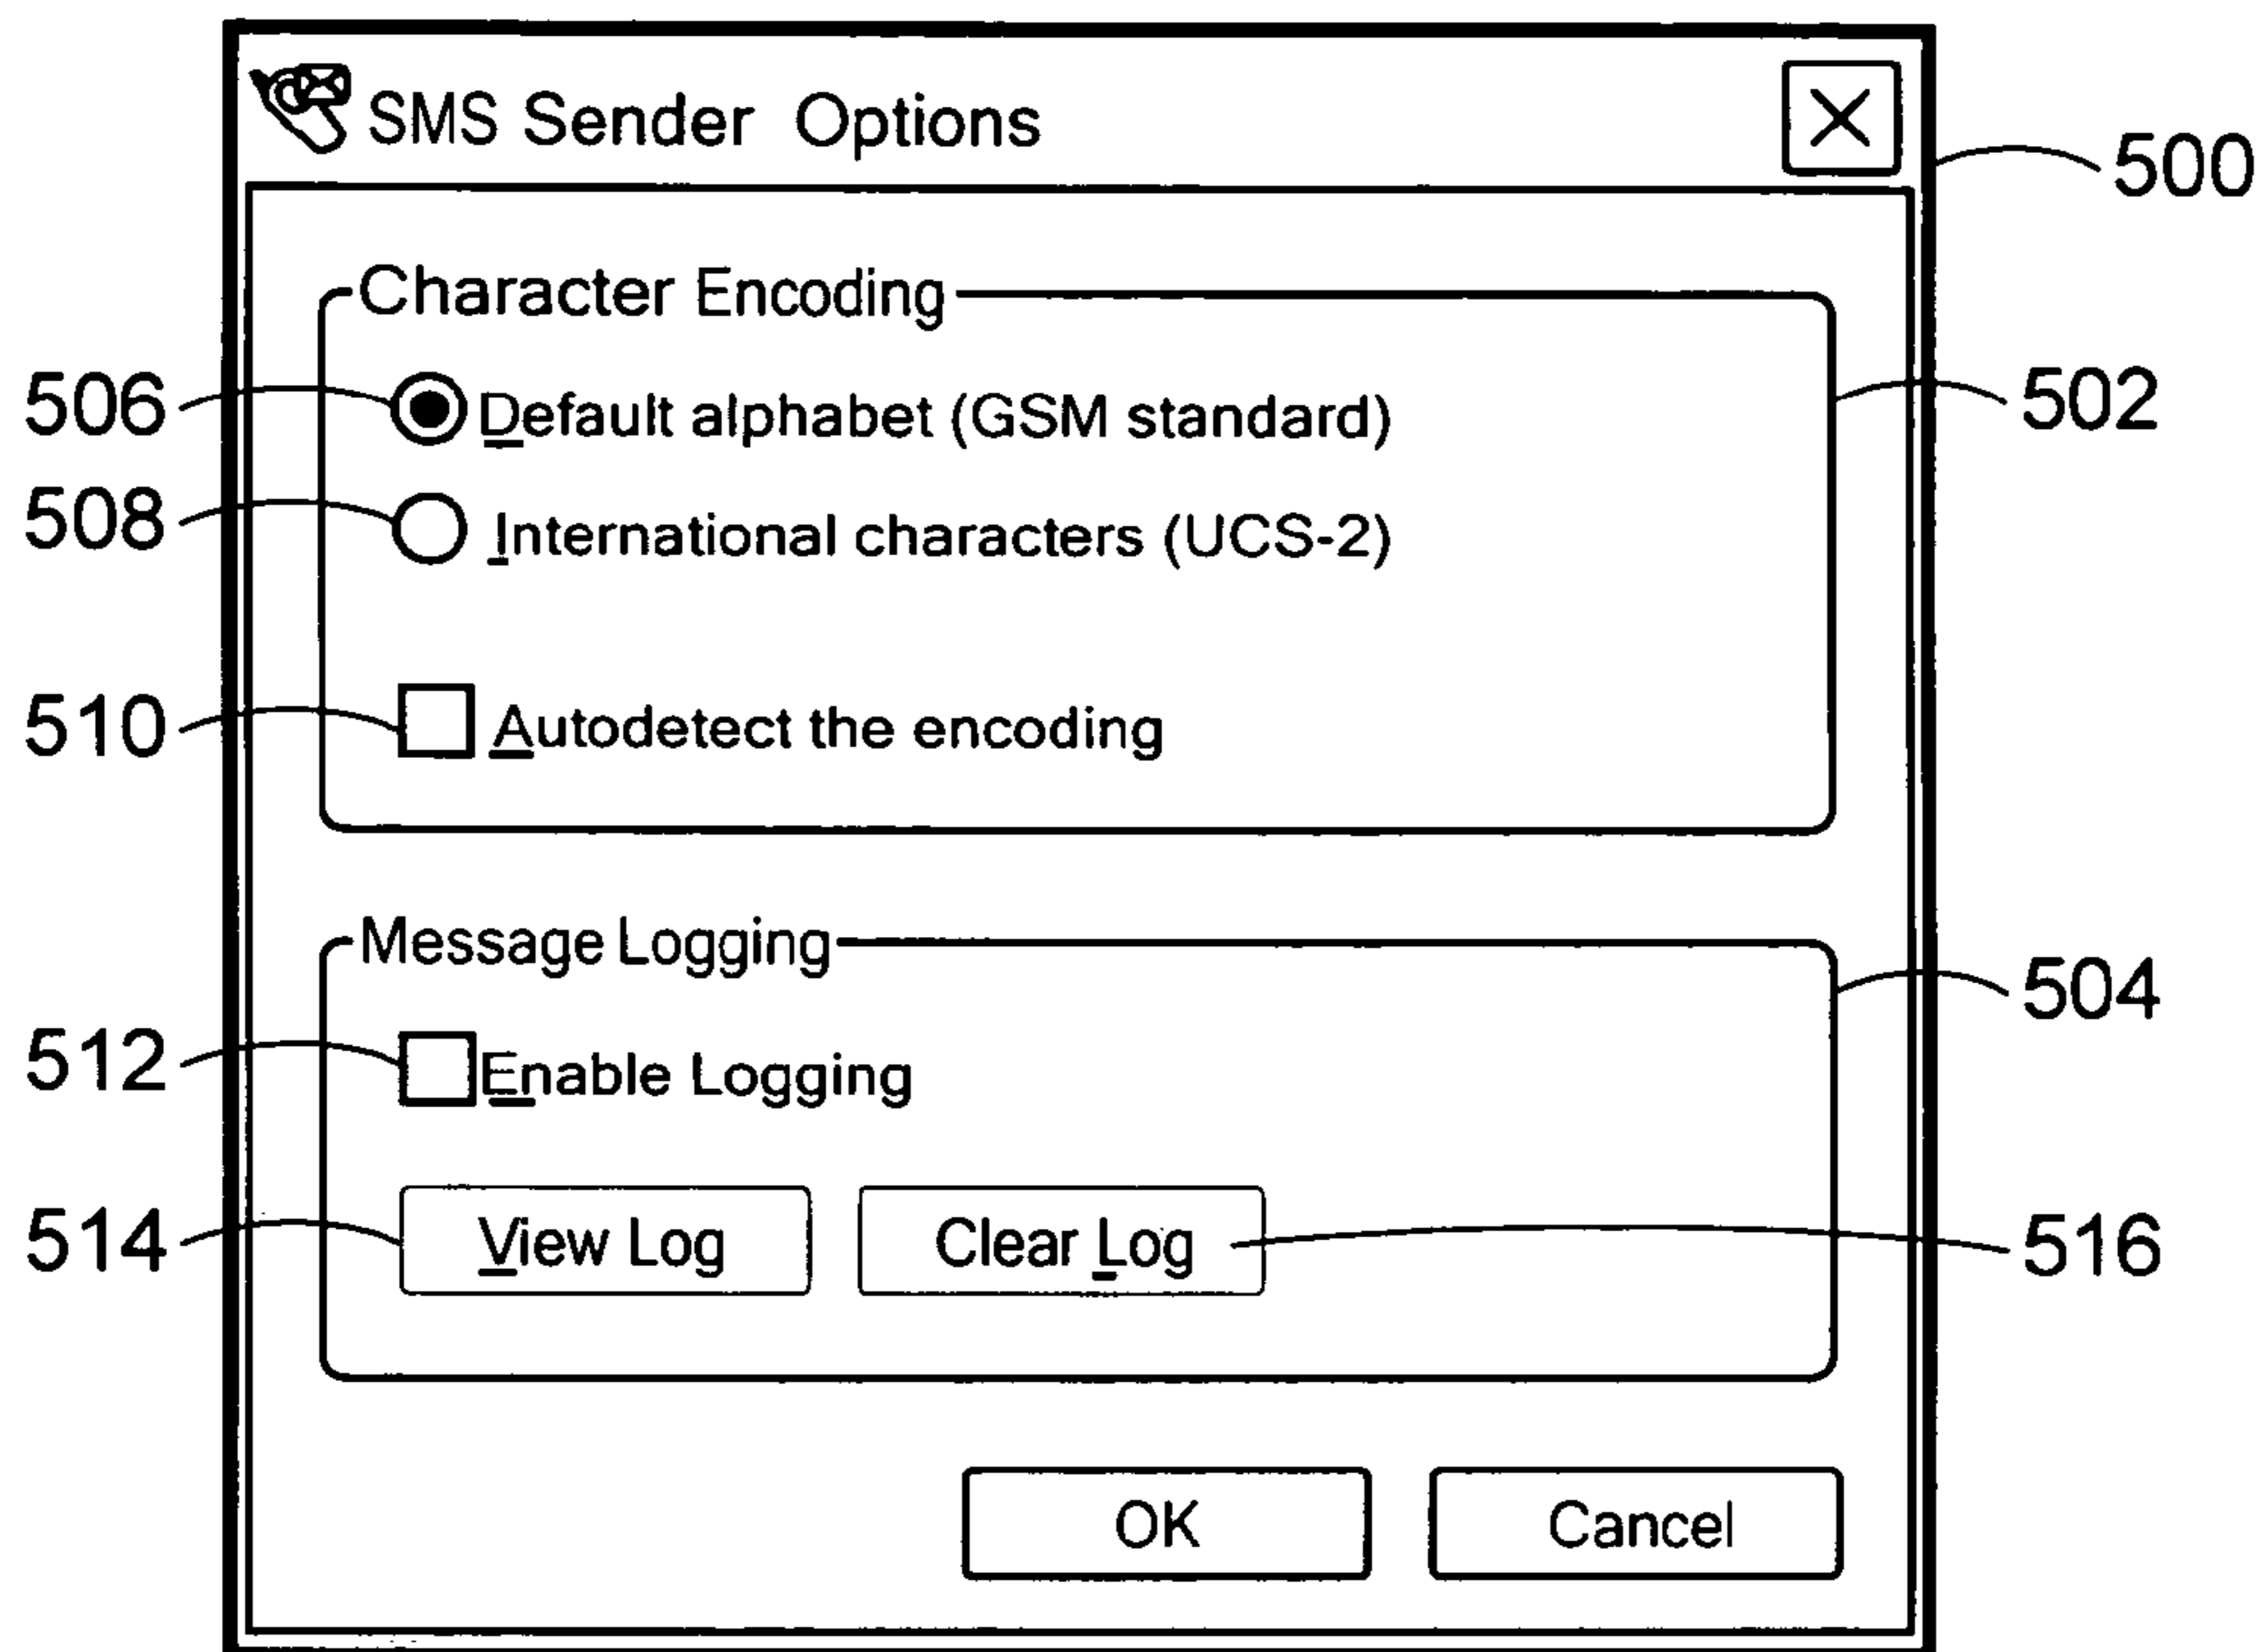 SMS Sender Options
500
Character Encoding
506 Default alphabet (GSM standard) 502
508 International characters (UCS-2)
510 Autodetect the encoding
Message Logging
504
512 Enable Logging
514 View Log Clear Log 516
OK Cancel